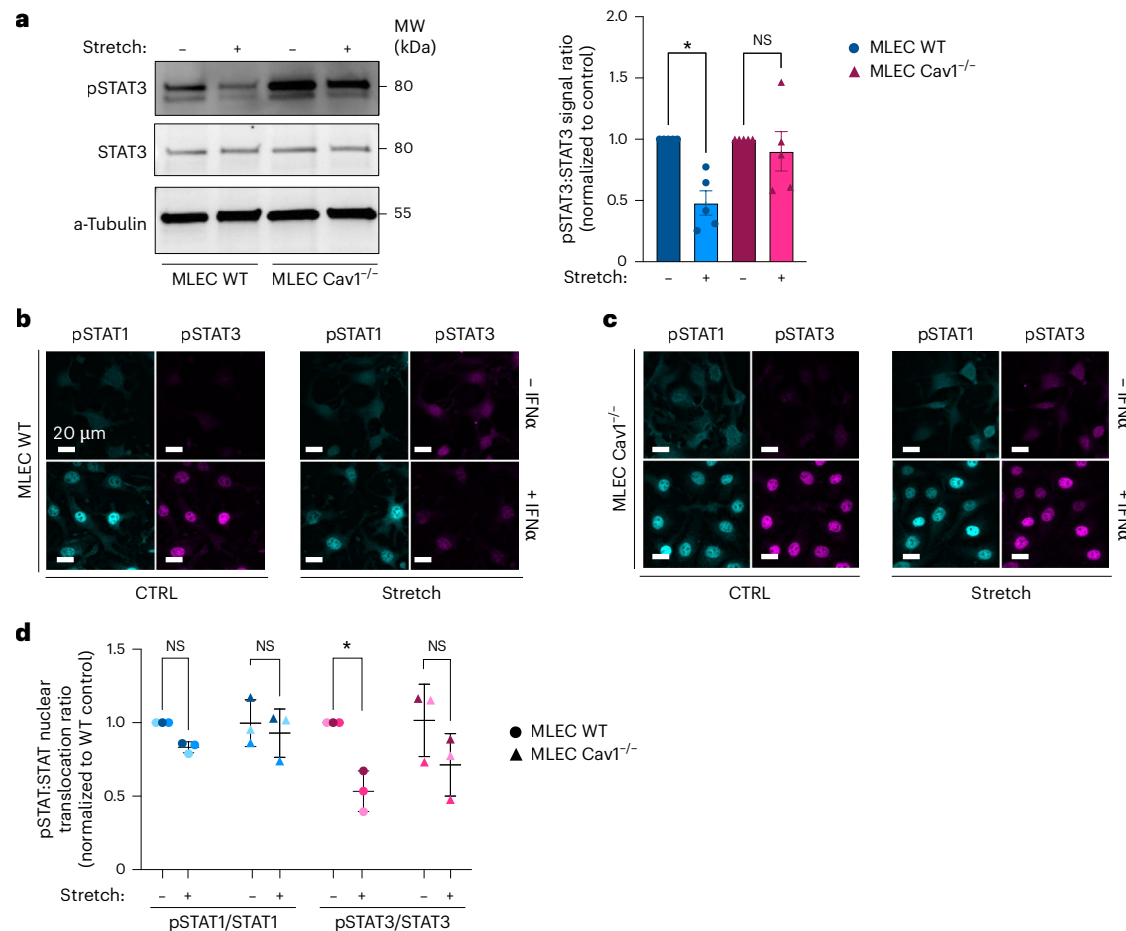 a
MW
(kDa)
Stretch: – + – +
pSTAT3
80
STAT3
80
a-Tubulin
55
MLEC WT MLEC Cav1−/−
pSTAT3:STAT3 signal ratio
(normalized to control)
2.0
1.5
1.0
0.5
0
* NS
MLEC WT
MLEC Cav1−/−
Stretch: – + – +
b
pSTAT1 pSTAT3 pSTAT1 pSTAT3
MLEC WT
20 μm
– IFNα
+ IFNα
CTRL Stretch
c
pSTAT1 pSTAT3 pSTAT1 pSTAT3
MLEC Cav1−/−
– IFNα
+ IFNα
CTRL Stretch
d
pSTAT:STAT nuclear
translocation ratio
(normalized to WT control)
1.5
1.0
0.5
0
NS NS * NS
MLEC WT
MLEC Cav1−/−
Stretch: – + – + – + – +
pSTAT1/STAT1 pSTAT3/STAT3